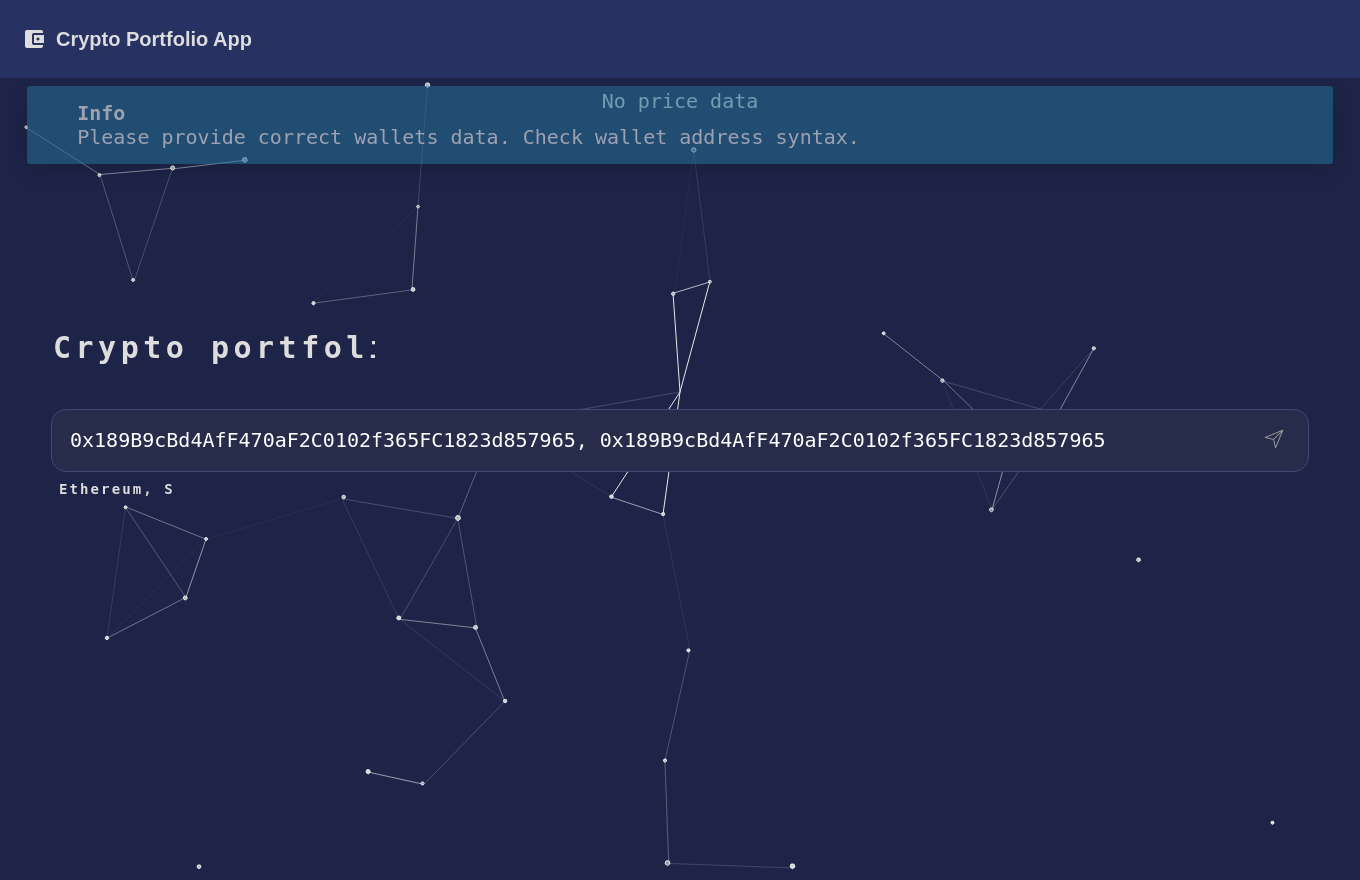 Crypto Portfolio App
No price data
Info
Please provide correct wallets data. Check wallet address syntax.
Crypto portfol:
0x189B9cBd4AfF470aF2C0102f365FC1823d857965, 0x189B9cBd4AfF470aF2C0102f365FC1823d857965
Ethereum, S